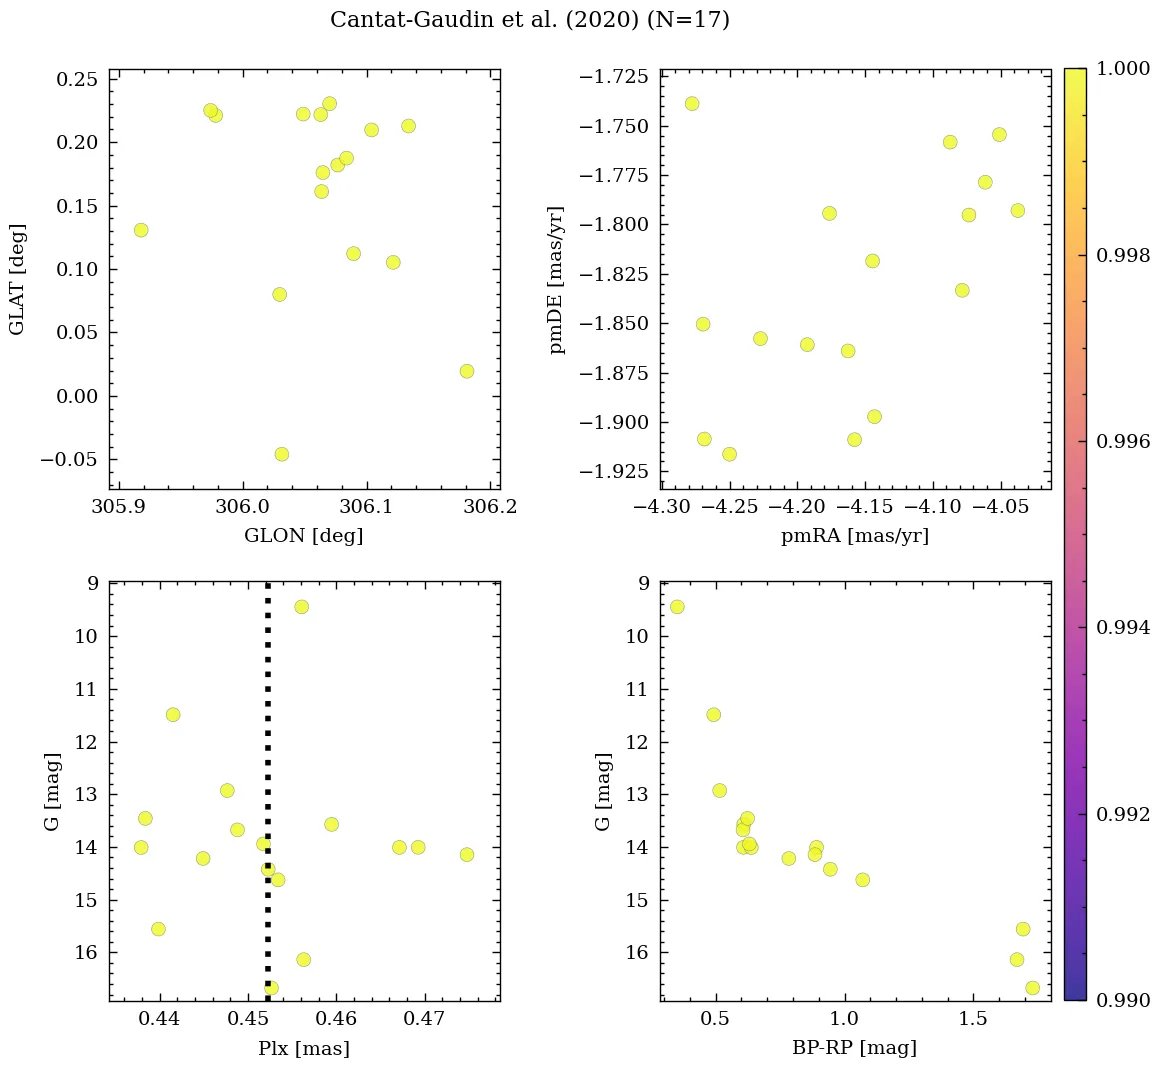 Cantat-Gaudin et al. (2020) (N=17)
0.25
0.20
0.15
0.10
0.05
0.00
−0.05
GLAT [deg]
305.9 306.0 306.1 306.2
GLON [deg]
−1.725
−1.750
−1.775
−1.800
−1.825
−1.850
−1.875
−1.900
−1.925
pmDE [mas/yr]
−4.30 −4.25 −4.20 −4.15 −4.10 −4.05
pmRA [mas/yr]
9
10
11
12
13
14
15
16
G [mag]
0.44 0.45 0.46 0.47
Plx [mas]
9
10
11
12
13
14
15
16
G [mag]
0.5 1.0 1.5
BP-RP [mag]
1.000
0.998
0.996
0.994
0.992
0.990